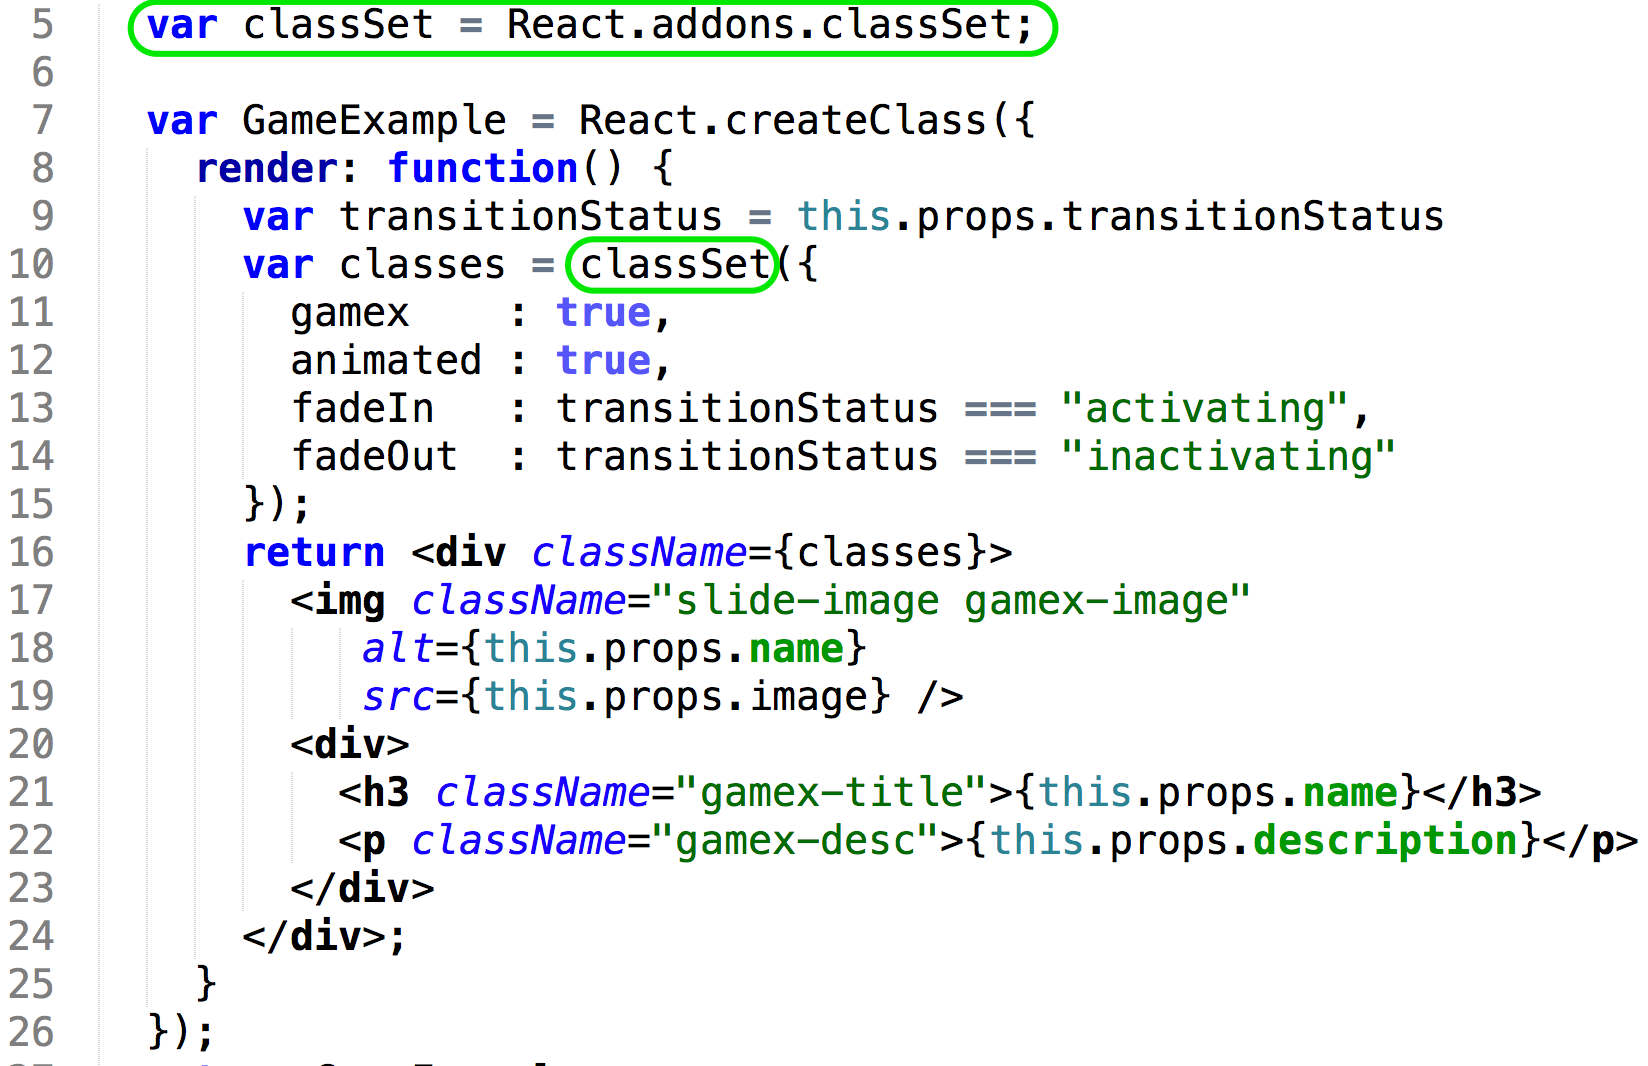 5 var classSet = React.addons.classSet;
6
7 var GameExample = React.createClass({
8 render: function() {
9 var transitionStatus = this.props.transitionStatus
10 var classes = classSet({
11 gamex : true,
12 animated : true,
13 fadeIn : transitionStatus === "activating",
14 fadeOut : transitionStatus === "inactivating"
15 });
16 return <div className={classes}>
17 <img className="slide-image gamex-image"
18 alt={this.props.name}
19 src={this.props.image} />
20 <div>
21 <h3 className="gamex-title">{this.props.name}</h3>
22 <p className="gamex-desc">{this.props.description}</p>
23 </div>
24 </div>;
25 }
26 });